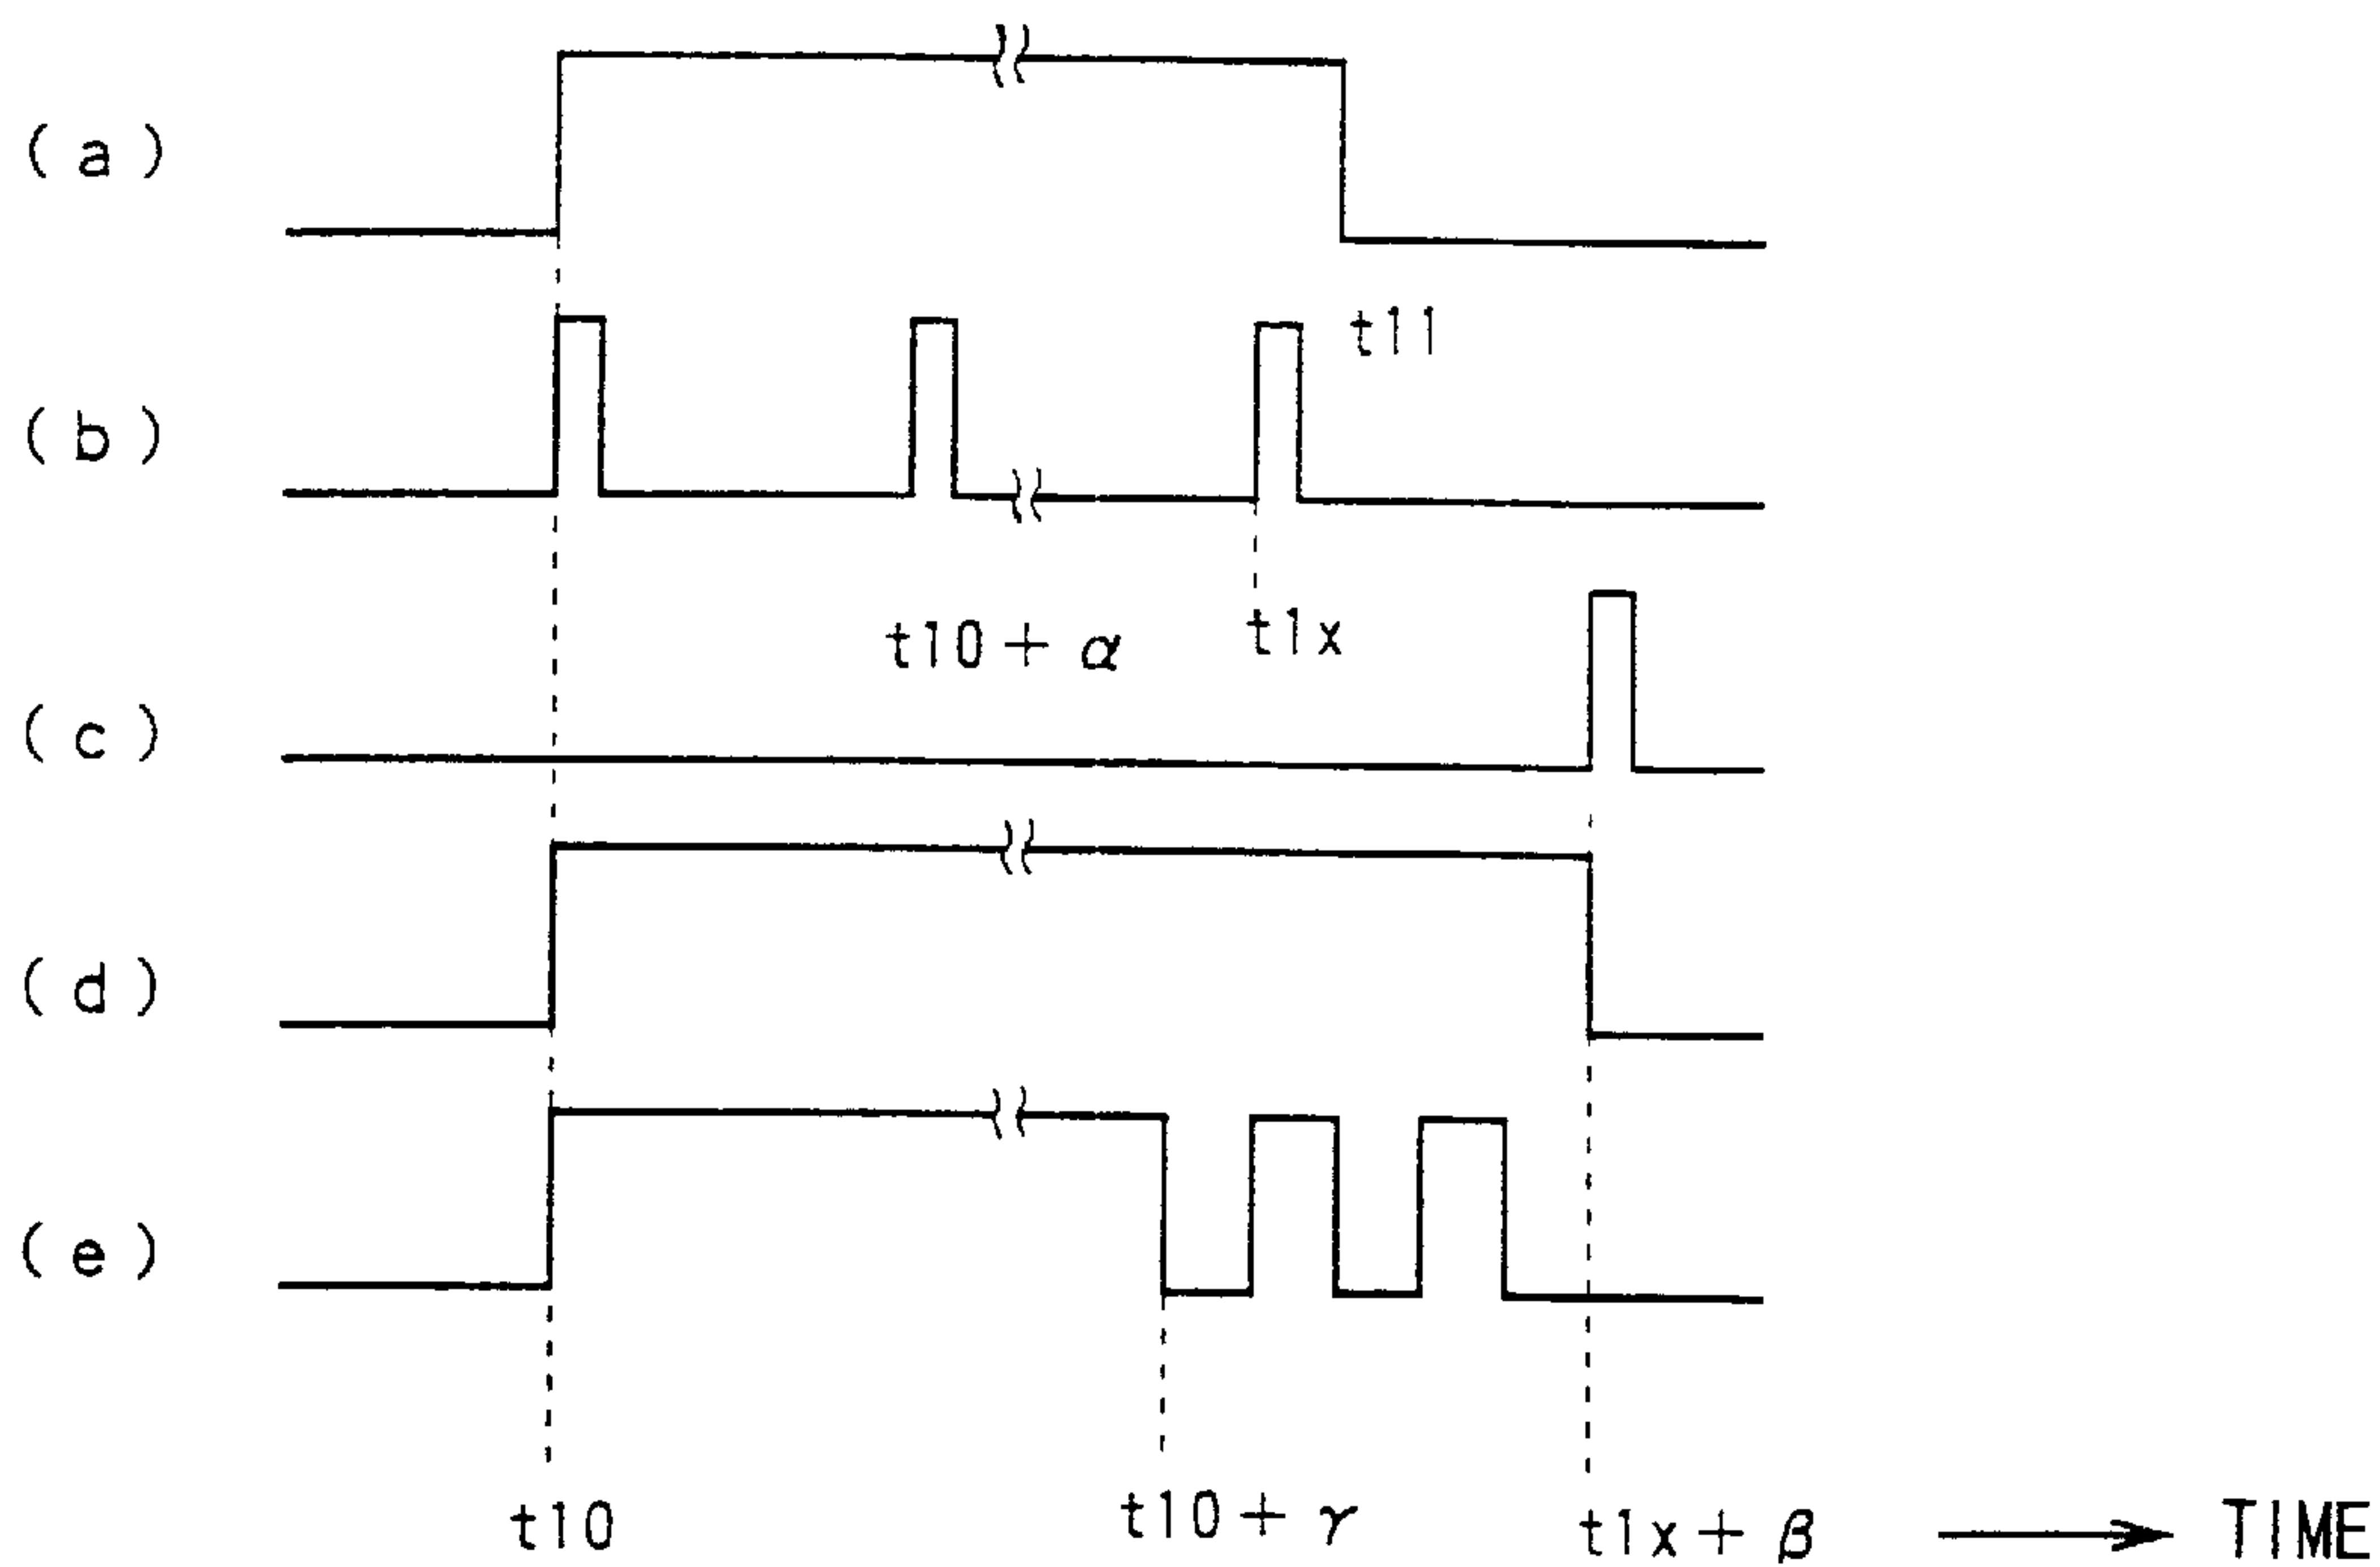 (a)
t11
(b)
t10+α t1x
(c)
(d)
(e)
t10 t10+γ t1x+β TIME